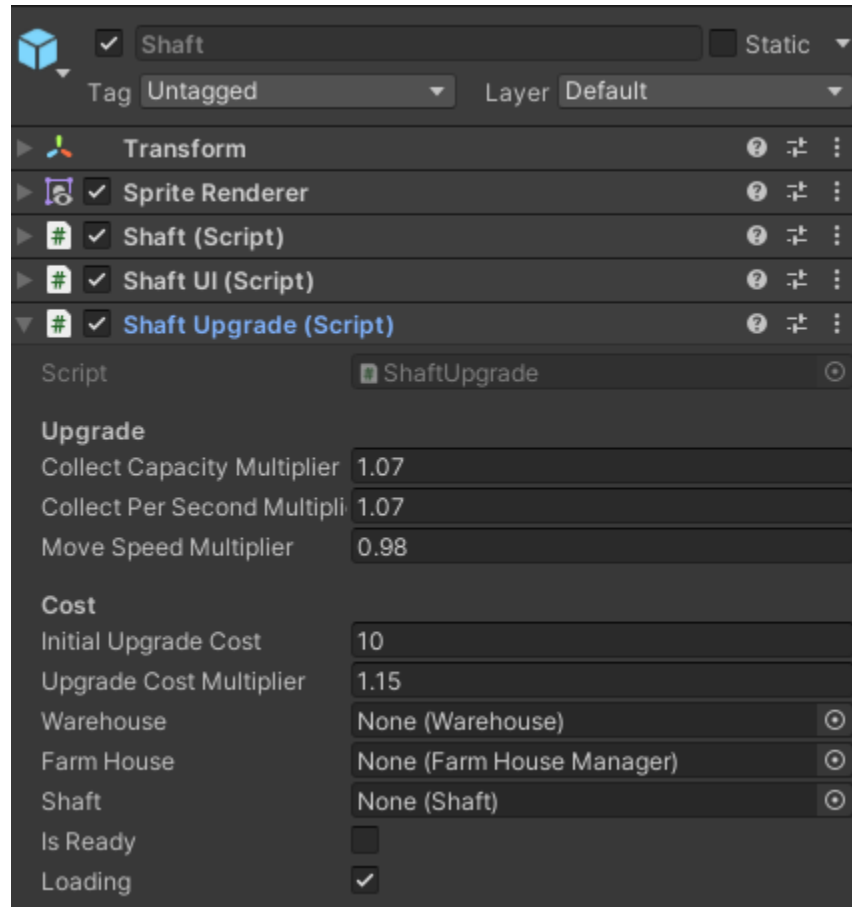 Shaft Static
Tag Untagged Layer Default
Transform
Sprite Renderer
# Shaft (Script)
# Shaft UI (Script)
# Shaft Upgrade (Script)
Script # ShaftUpgrade
Upgrade
Collect Capacity Multiplier 1.07
Collect Per Second Multipli 1.07
Move Speed Multiplier 0.98
Cost
Initial Upgrade Cost 10
Upgrade Cost Multiplier 1.15
Warehouse None (Warehouse)
Farm House None (Farm House Manager)
Shaft None (Shaft)
Is Ready
Loading